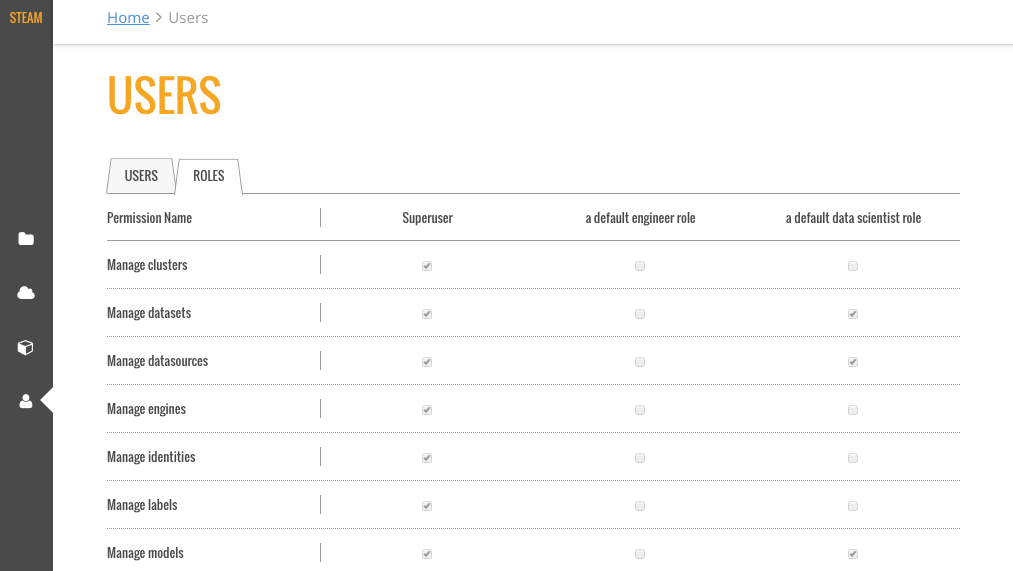 STEAM
Home > Users
USERS
USERS ROLES
Permission Name Superuser a default engineer role a default data scientist role
Manage clusters
Manage datasets
Manage datasources
Manage engines
Manage identities
Manage labels
Manage models